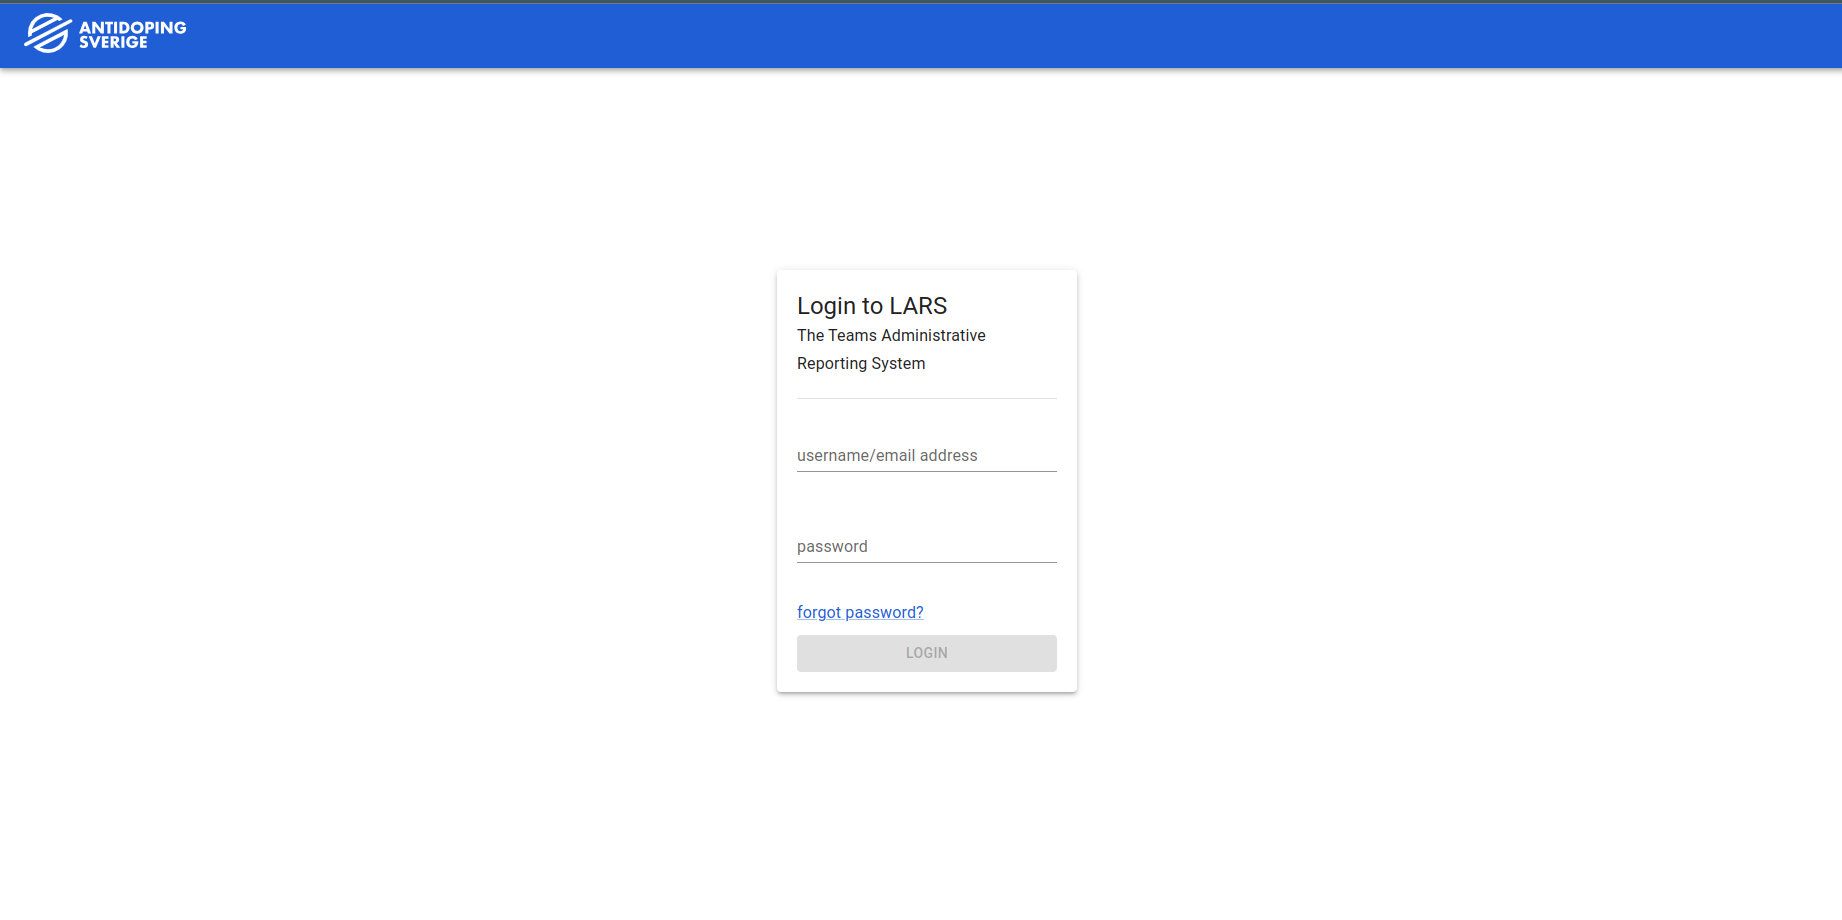 ANTIDOPING
SVERIGE
Login to LARS
The Teams Administrative
Reporting System
username/email address
password
forgot password?
LOGIN